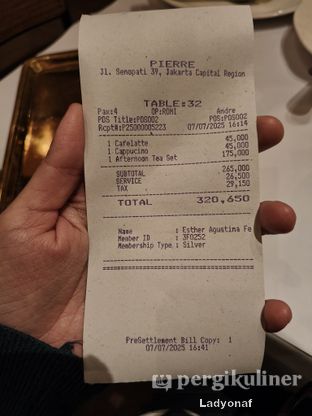 PIERRE
Jl. Senopati 39, Jakarta Capital Region
TABLE:32
Pax:4 OP:RONI Andre
POS Title:POS002 POS:POS002
Rcpt#:P25000005223 07/07/2025 16:14
1 Cafelatte 45,000
1 Cappucino 45,000
1 Afternoon Tea Set 175,000
SUBTOTAL 265,000
SERVICE 26,500
TAX 29,150
TOTAL 320,650
Name : Esther Agustina Fe
Member ID : 3F0252
Membership Type : Silver
PreSettlement Bill Copy: 1
07/07/2025 16:41
pergikuliner
Ladyonaf